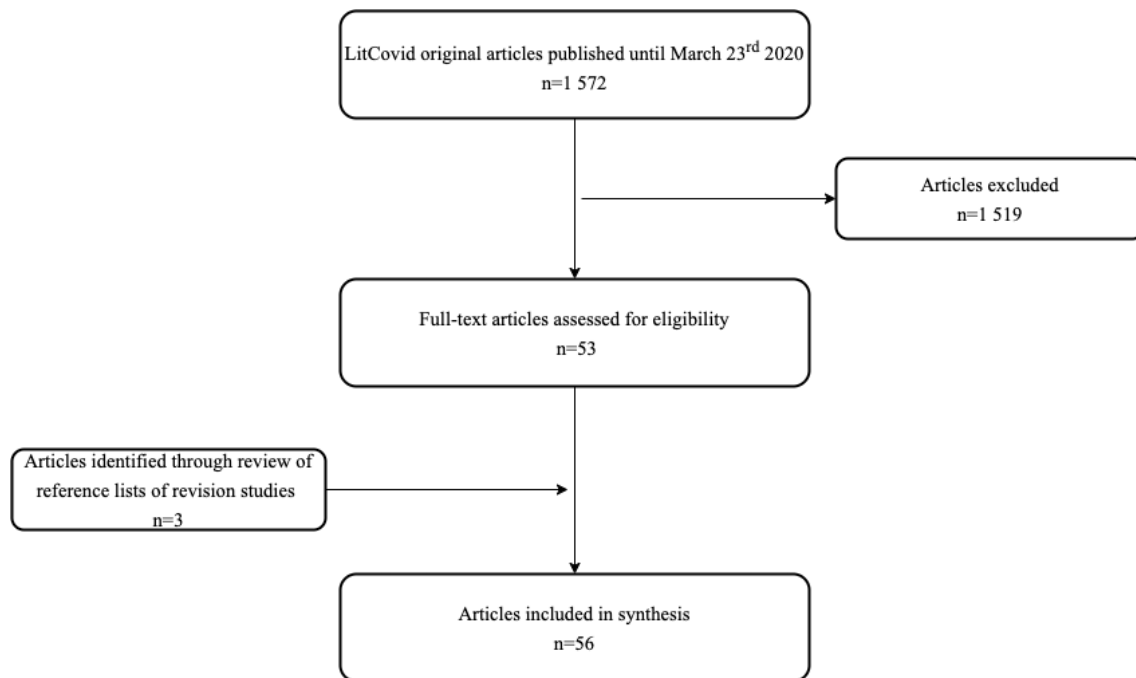 LitCovid original articles published until March 23rd 2020
n=1 572
Articles excluded
n=1 519
Full-text articles assessed for eligibility
n=53
Articles identified through review of
reference lists of revision studies
n=3
Articles included in synthesis
n=56